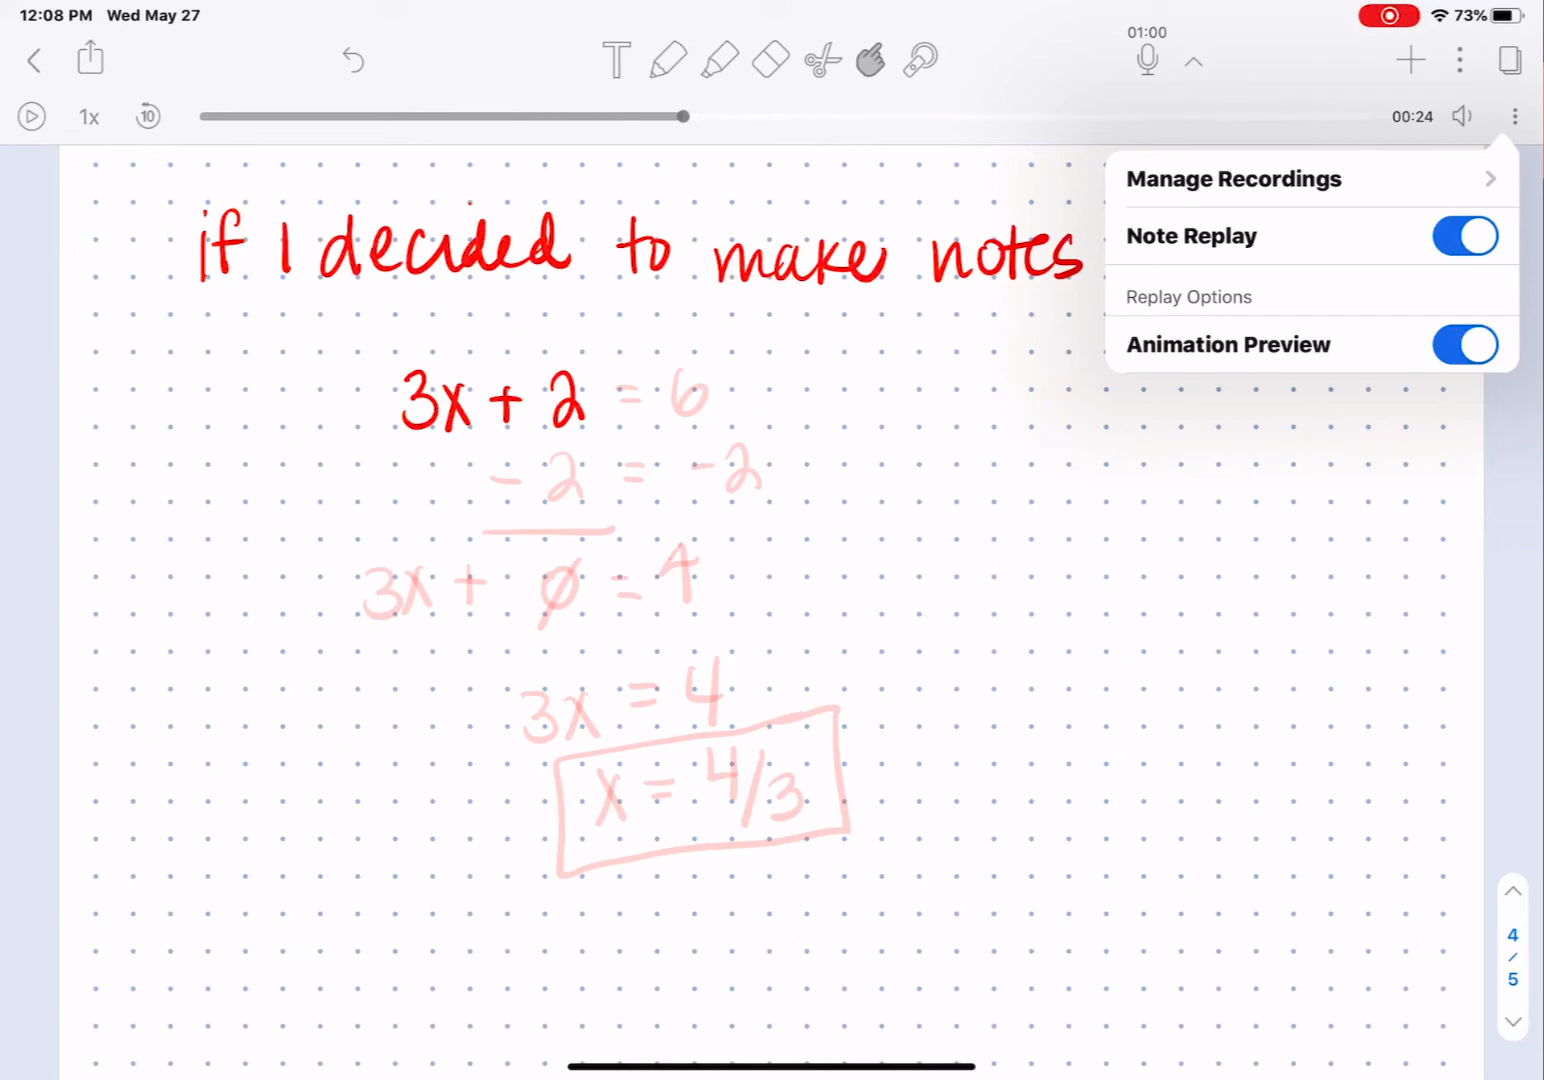 12:08 PM Wed May 27
73%
01:00
T
1x
10
00:24
Manage Recordings
Note Replay
Replay Options
Animation Preview
if I decided to make notes
3x + 2 = 6
- 2 = -2
3x + 0 = 4
3x = 4
x = 4/3
4
/
5